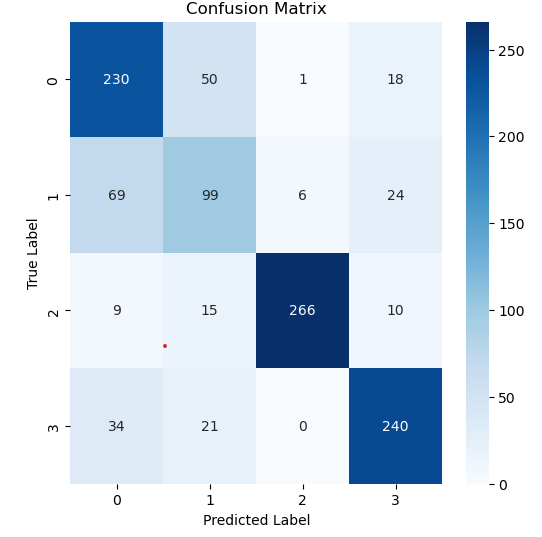 Confusion Matrix
0 230 50 1 18
1 69 99 6 24
2 9 15 266 10
3 34 21 0 240
0 1 2 3
Predicted Label
True Label
250
200
150
100
50
0